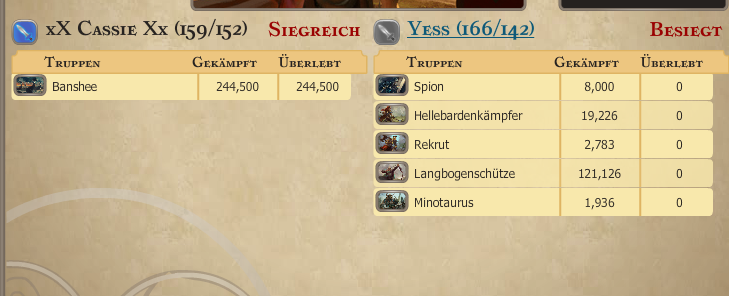 xX Cassie Xx (159/152) Siegreich
Truppen Gekämpft Überlebt
Banshee 244,500 244,500
Yess (166/142) Besiegt
Truppen Gekämpft Überlebt
Spion 8,000 0
Hellebardenkämpfer 19,226 0
Rekrut 2,783 0
Langbogenschütze 121,126 0
Minotaurus 1,936 0